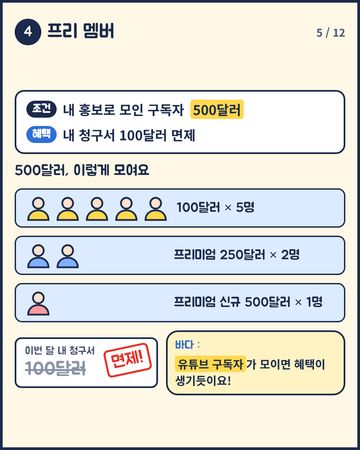 4 프리 멤버
5 / 12
조건 내 홍보로 모인 구독자 500달러
혜택 내 청구서 100달러 면제
500달러, 이렇게 모여요
100달러 × 5명
프리미엄 250달러 × 2명
프리미엄 신규 500달러 × 1명
이번 달 내 청구서
100달러
면제!
바다 :
유튜브 구독자가 모이면 혜택이
생기듯이요!